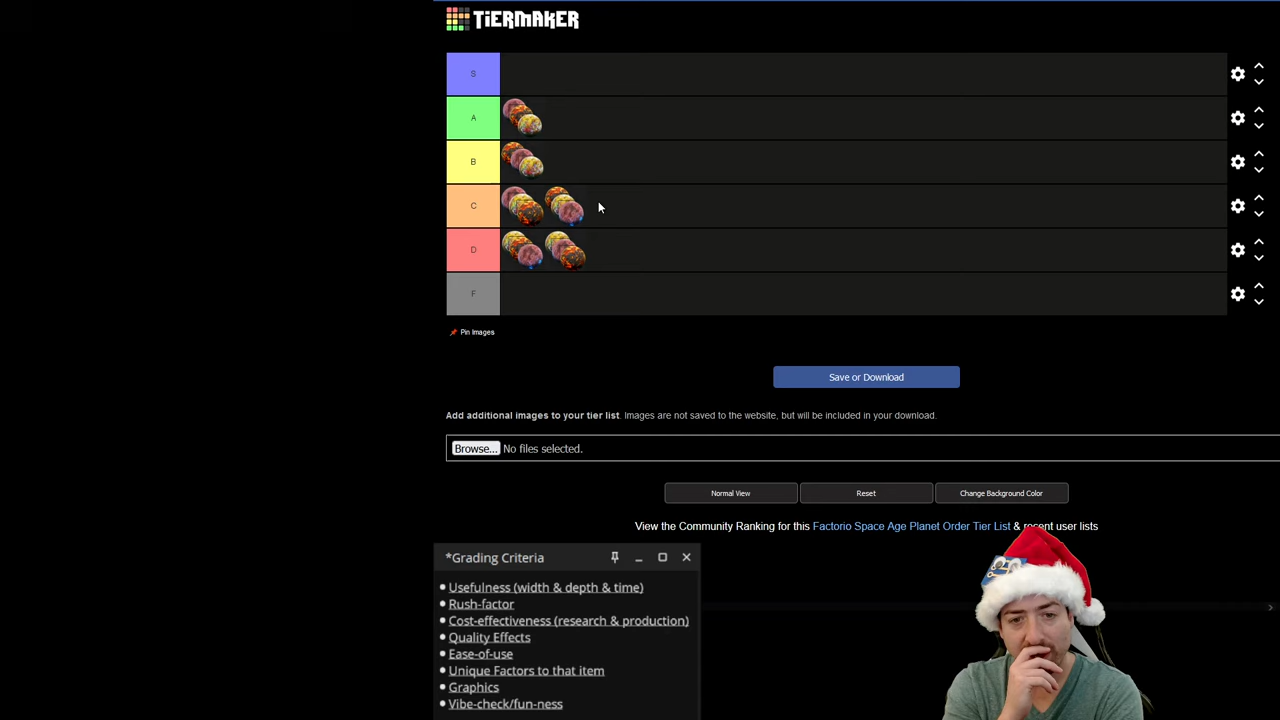 TiERMAKER
S
A
B
C
D
F
Pin Images
Save or Download
Add additional images to your tier list. Images are not saved to the website, but will be included in your download.
Browse... No files selected.
Normal View
Reset
Change Background Color
View the Community Ranking for this Factorio Space Age Planet Order Tier List & recent user lists
*Grading Criteria
Usefulness (width & depth & time)
Rush-factor
Cost-effectiveness (research & production)
Quality Effects
Ease-of-use
Unique Factors to that item
Graphics
Vibe-check/fun-ness